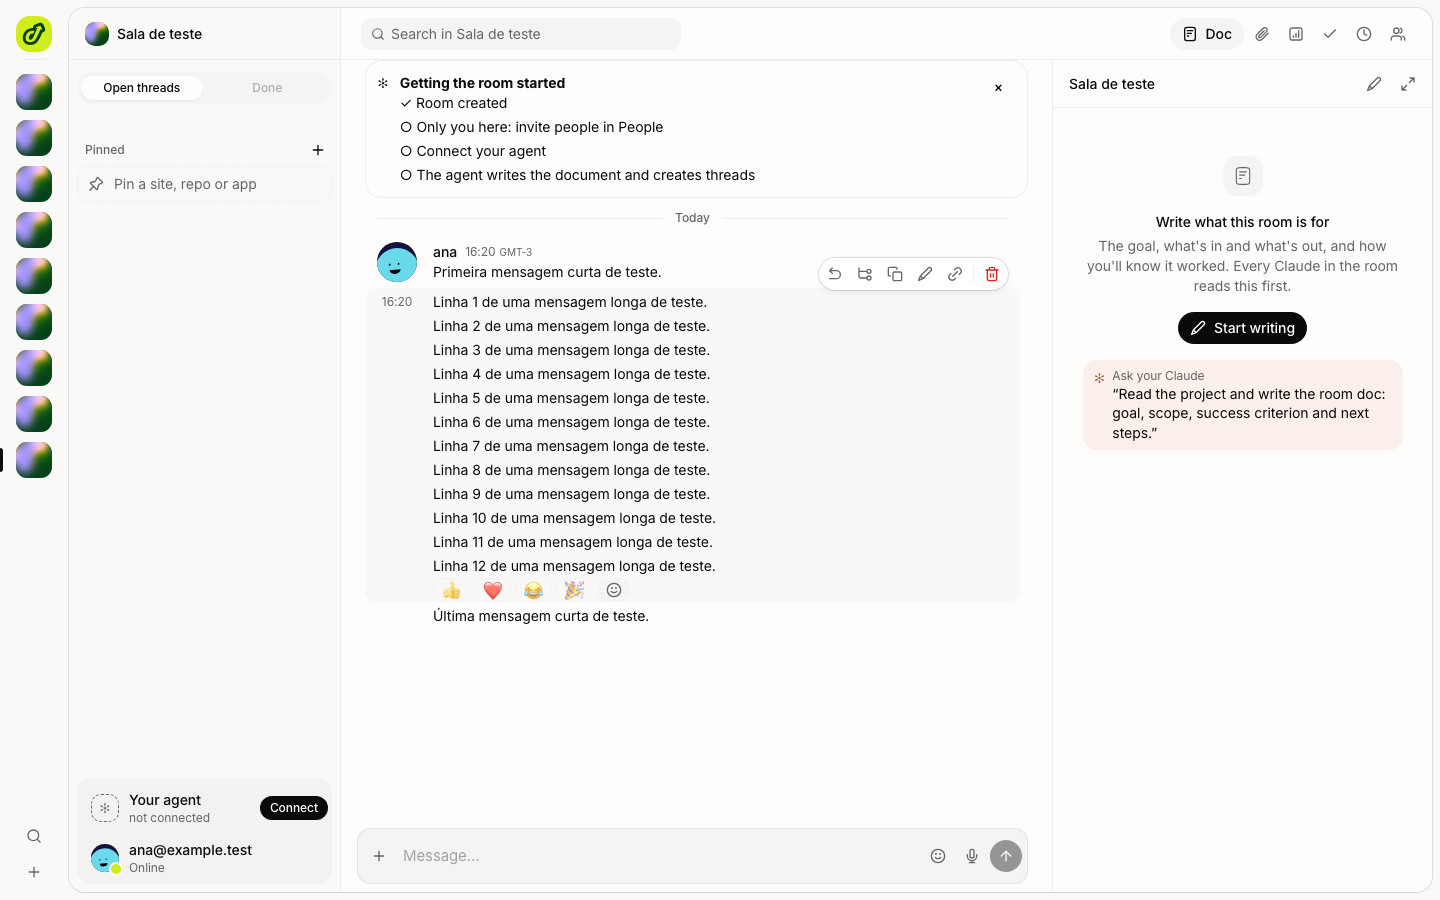 Sala de teste
Search in Sala de teste
Doc
Open threads
Done
Pinned
Pin a site, repo or app
Getting the room started
Room created
Only you here: invite people in People
Connect your agent
The agent writes the document and creates threads
Today
ana 16:20 GMT-3
Primeira mensagem curta de teste.
16:20 Linha 1 de uma mensagem longa de teste.
Linha 2 de uma mensagem longa de teste.
Linha 3 de uma mensagem longa de teste.
Linha 4 de uma mensagem longa de teste.
Linha 5 de uma mensagem longa de teste.
Linha 6 de uma mensagem longa de teste.
Linha 7 de uma mensagem longa de teste.
Linha 8 de uma mensagem longa de teste.
Linha 9 de uma mensagem longa de teste.
Linha 10 de uma mensagem longa de teste.
Linha 11 de uma mensagem longa de teste.
Linha 12 de uma mensagem longa de teste.
Última mensagem curta de teste.
Message...
Your agent
not connected
Connect
ana@example.test
Online
Sala de teste
Write what this room is for
The goal, what's in and what's out, and how
you'll know it worked. Every Claude in the room
reads this first.
Start writing
Ask your Claude
“Read the project and write the room doc:
goal, scope, success criterion and next
steps.”